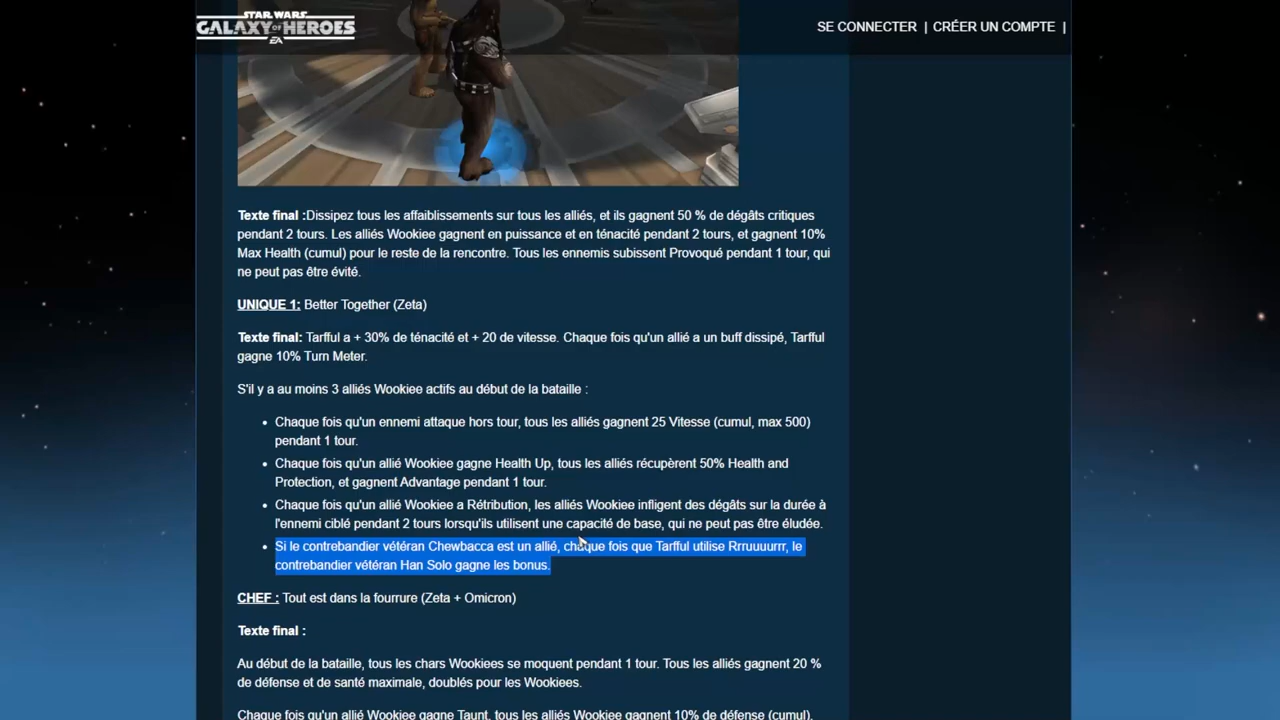 STAR WARS
GALAXY OF HEROES
EA
SE CONNECTER | CRÉER UN COMPTE |
Texte final :Dissipez tous les affaiblissements sur tous les alliés, et ils gagnent 50 % de dégâts critiques
pendant 2 tours. Les alliés Wookiee gagnent en puissance et en ténacité pendant 2 tours, et gagnent 10%
Max Health (cumul) pour le reste de la rencontre. Tous les ennemis subissent Provoqué pendant 1 tour, qui
ne peut pas être évité.
UNIQUE 1: Better Together (Zeta)
Texte final: Tarfful a + 30% de ténacité et + 20 de vitesse. Chaque fois qu'un allié a un buff dissipé, Tarfful
gagne 10% Turn Meter.
S'il y a au moins 3 alliés Wookiee actifs au début de la bataille :
• Chaque fois qu'un ennemi attaque hors tour, tous les alliés gagnent 25 Vitesse (cumul, max 500)
pendant 1 tour.
• Chaque fois qu'un allié Wookiee gagne Health Up, tous les alliés récupèrent 50% Health and
Protection, et gagnent Advantage pendant 1 tour.
• Chaque fois qu'un allié Wookiee a Rétribution, les alliés Wookiee infligent des dégâts sur la durée à
l'ennemi ciblé pendant 2 tours lorsqu'ils utilisent une capacité de base, qui ne peut pas être éludée.
• Si le contrebandier vétéran Chewbacca est un allié, chaque fois que Tarfful utilise Rrruuuurrr, le
contrebandier vétéran Han Solo gagne les bonus.
CHEF : Tout est dans la fourrure (Zeta + Omicron)
Texte final :
Au début de la bataille, tous les chars Wookiees se moquent pendant 1 tour. Tous les alliés gagnent 20 %
de défense et de santé maximale, doublés pour les Wookiees.
Chaque fois qu'un allié Wookiee gagne Taunt, tous les alliés Wookiee gagnent 10% de défense (cumul),